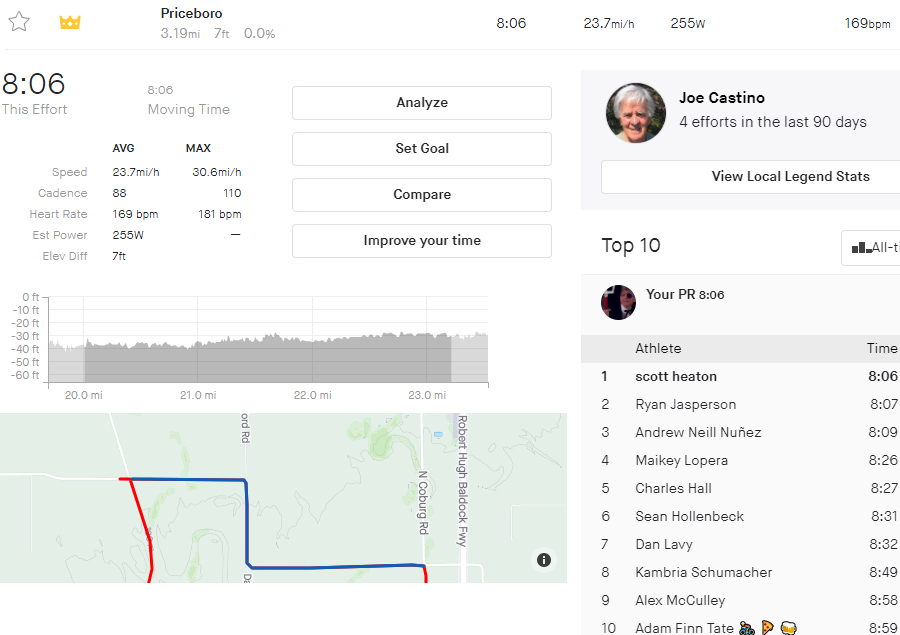 Priceboro
3.19mi 7ft 0.0%
8:06 23.7mi/h 255W 169bpm
8:06
This Effort
8:06
Moving Time
AVG MAX
Speed 23.7mi/h 30.6mi/h
Cadence 88 110
Heart Rate 169 bpm 181 bpm
Est Power 255W —
Elev Diff 7ft
Analyze
Set Goal
Compare
Improve your time
0 ft
-10 ft
-20 ft
-30 ft
-40 ft
-50 ft
-60 ft
20.0 mi 21.0 mi 22.0 mi 23.0 mi
ord Rd
N Coburg Rd
Robert Hugh Baldock Fwy
Da
Joe Castino
4 efforts in the last 90 days
View Local Legend Stats
Top 10
All-ti
Your PR 8:06
Athlete Time
1 scott heaton 8:06
2 Ryan Jasperson 8:07
3 Andrew Neill Nuñez 8:09
4 Maikey Lopera 8:26
5 Charles Hall 8:27
6 Sean Hollenbeck 8:31
7 Dan Lavy 8:32
8 Kambria Schumacher 8:49
9 Alex McCulley 8:58
10 Adam Finn Tate 🚴🍕🍺 8:59